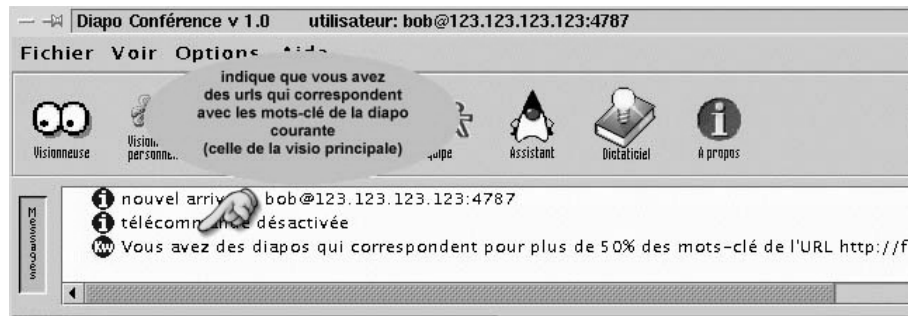 Diapo Conférence v 1.0 utilisateur: bob@123.123.123.123:4787
Fichier Voir Options
indique que vous avez
des urls qui correspondent
avec les mots-clé de la diapo
courante
(celle de la visio principale)
Visionneuse Assistant Dictaticiel A propos
Messages
i nouvel bob@123.123.123.123:4787
i désactivée
Kw Vous avez des diapos qui correspondent pour plus de 50% des mots-clé de l'URL http://f